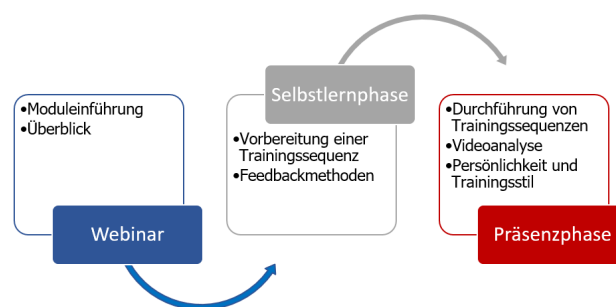 •Moduleinführung
•Überblick
Webinar
Selbstlernphase
•Vorbereitung einer
Trainingssequenz
•Feedbackmethoden
•Durchführung von
Trainingssequenzen
•Videoanalyse
•Persönlichkeit und
Trainingsstil
Präsenzphase